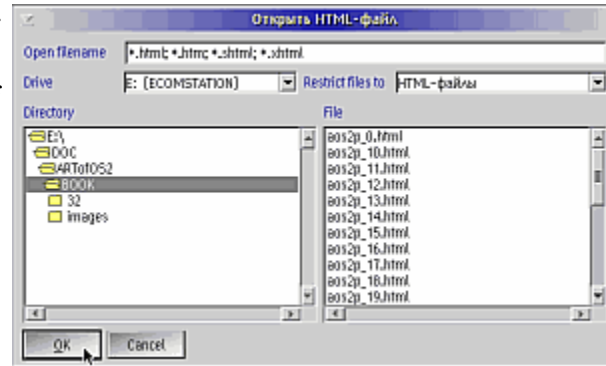 Открыть HTML-файл
Open filename *.html; *.htm; *.shtml; *.xhtml
Drive E: (ECOMSTATION) Restrict files to HTML-файлы
Directory File
E:\
DOC
ARTofOS2
BOOK
32
images
aos2p_0.html
aos2p_10.html
aos2p_11.html
aos2p_12.html
aos2p_13.html
aos2p_14.html
aos2p_15.html
aos2p_16.html
aos2p_17.html
aos2p_18.html
aos2p_19.html
OK Cancel